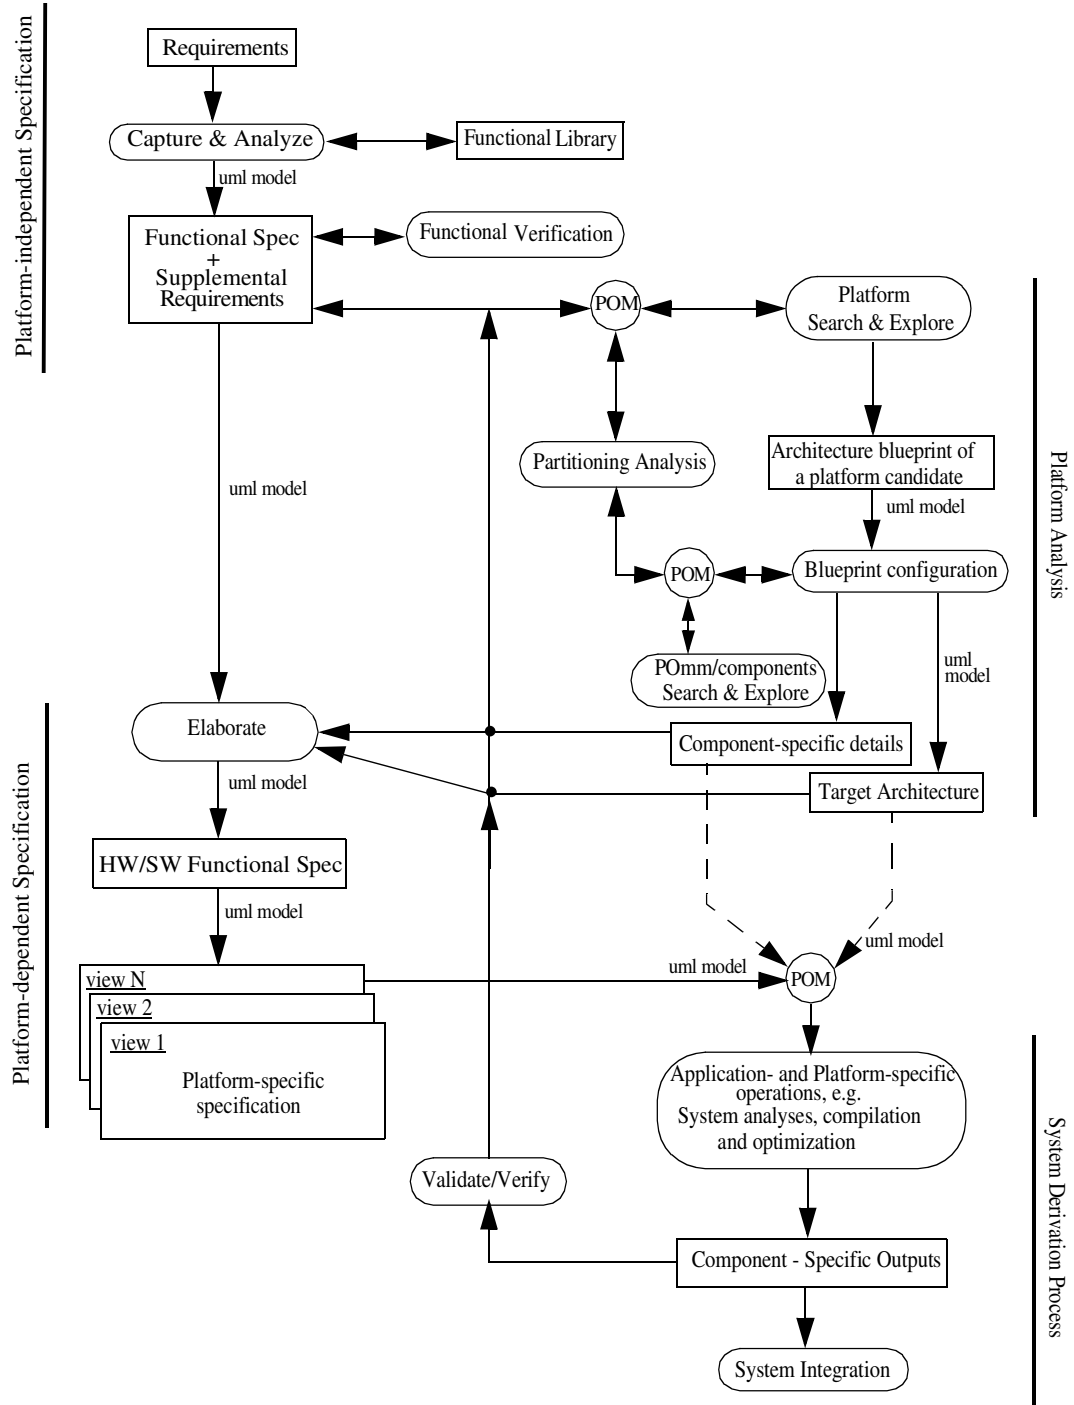 Platform-independent Specification
Requirements
Capture & Analyze
Functional Library
uml model
Functional Spec
+
Supplemental
Requirements
Functional Verification
POM
Platform
Search & Explore
Partitioning Analysis
Architecture blueprint of
a platform candidate
uml model
uml model
POM
Blueprint configuration
Platform Analysis
POmm/components
Search & Explore
uml
model
Elaborate
Component-specific details
uml model
Target Architecture
Platform-dependent Specification
HW/SW Functional Spec
uml model
uml model
uml model
POM
view N
view 2
view 1
Platform-specific
specification
Application- and Platform-specific
operations, e.g.
System analyses, compilation
and optimization
Validate/Verify
Component - Specific Outputs
System Integration
System Derivation Process